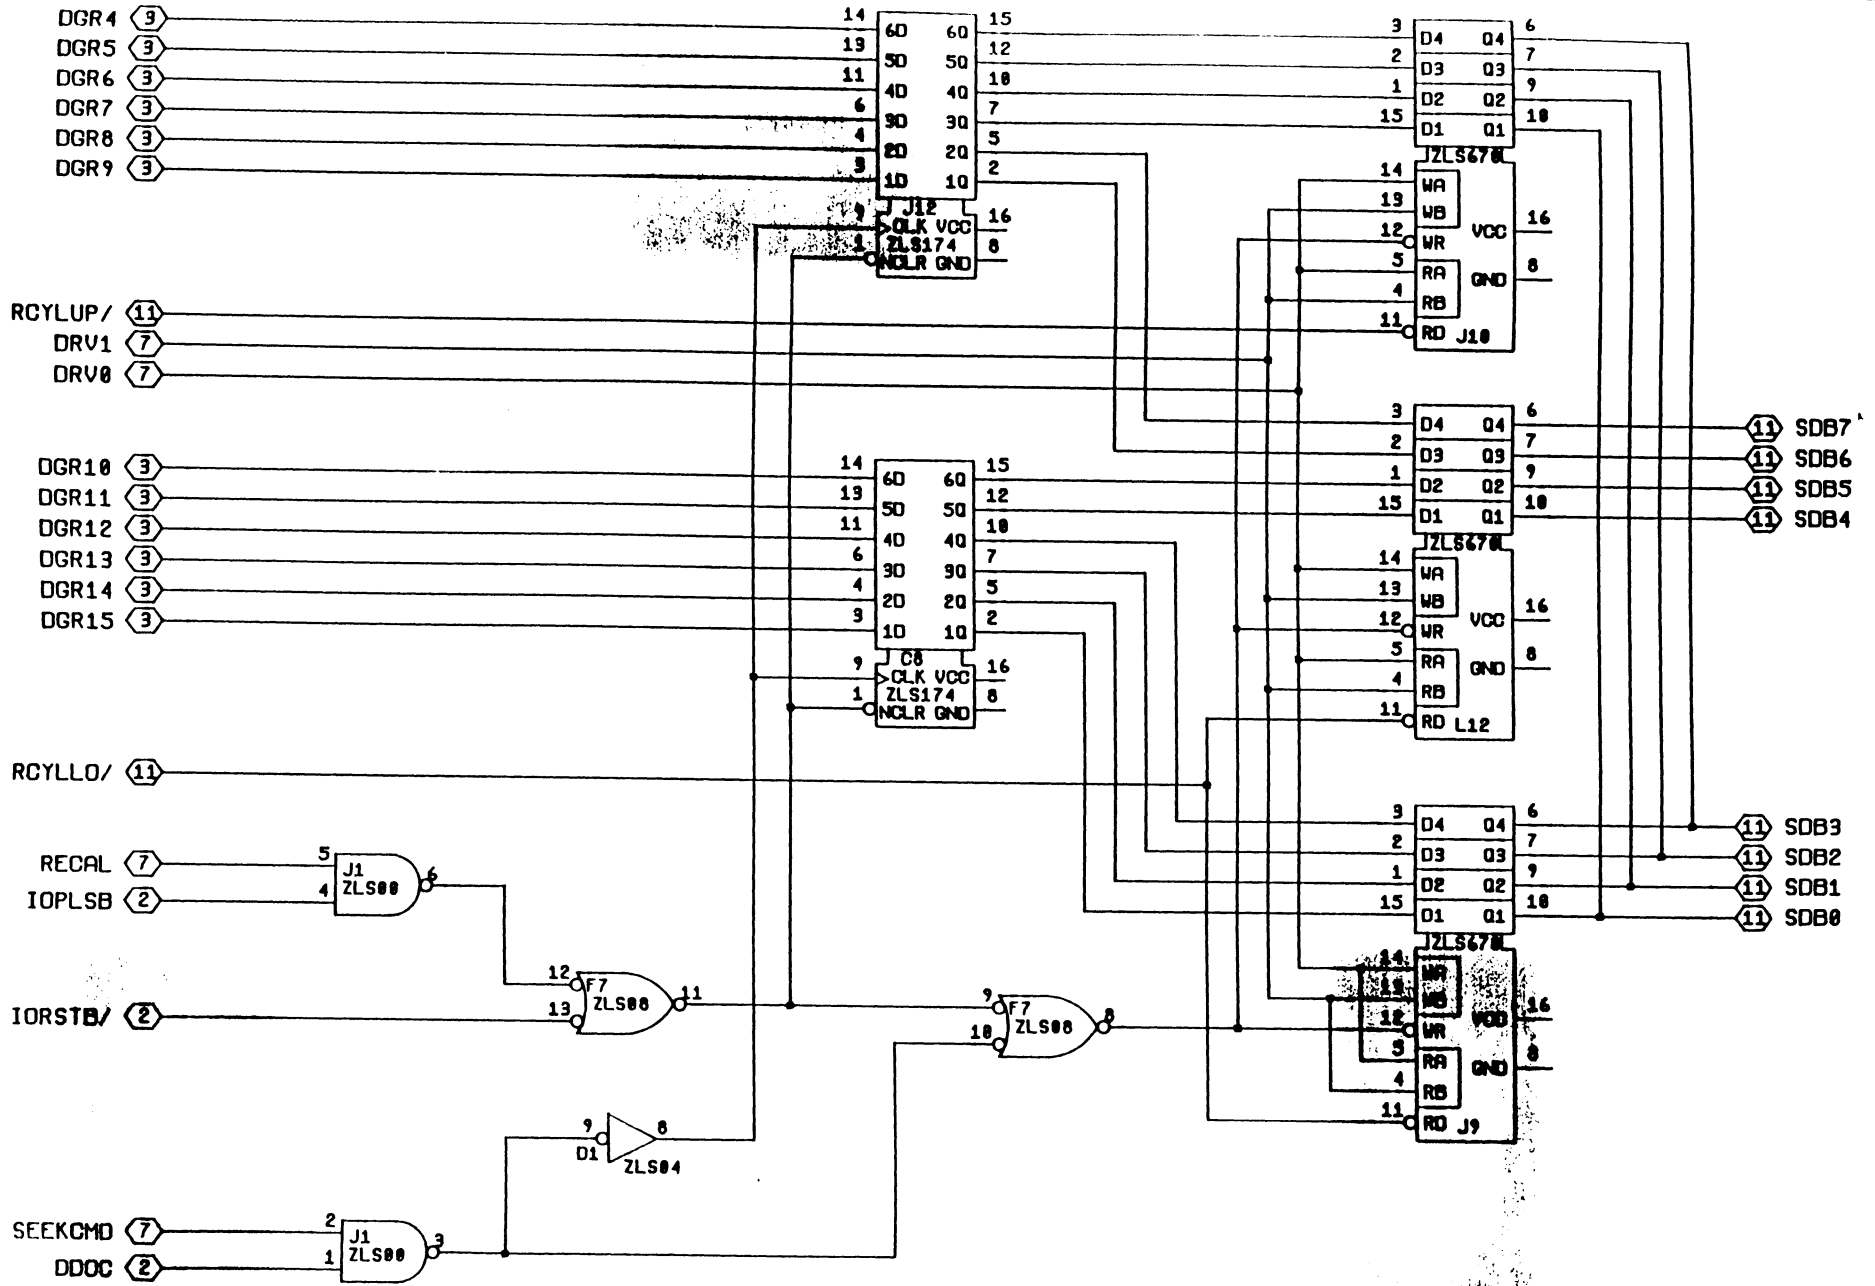 DGR4 3
DGR5 3
DGR6 3
DGR7 3
DGR8 3
DGR9 3
14 6D 6Q 15
13 5D 5Q 12
11 4D 4Q 10
6 3D 3Q 7
4 2D 2Q 5
3 1D 1Q 2
J12
9 CLK VCC 16
ZLS174
1 NCLR GND 8
3 D4 Q4 6
2 D3 Q3 7
1 D2 Q2 9
15 D1 Q1 10
ZLS670
14 WA
13 WB
VCC 16
12 WR
5 RA
GND 8
4 RB
11 RD J10
RCYLUP/ 11
DRV1 7
DRV0 7
DGR10 3
DGR11 3
DGR12 3
DGR13 3
DGR14 3
DGR15 3
14 6D 6Q 15
13 5D 5Q 12
11 4D 4Q 10
6 3D 3Q 7
4 2D 2Q 5
3 1D 1Q 2
C8
9 CLK VCC 16
ZLS174
1 NCLR GND 8
3 D4 Q4 6
2 D3 Q3 7
1 D2 Q2 9
15 D1 Q1 10
11 SDB7
11 SDB6
11 SDB5
11 SDB4
ZLS670
14 WA
13 WB
VCC 16
12 WR
5 RA
GND 8
4 RB
11 RD L12
RCYLLO/ 11
3 D4 Q4 6
2 D3 Q3 7
1 D2 Q2 9
15 D1 Q1 10
11 SDB3
11 SDB2
11 SDB1
11 SDB0
ZLS670
14 WA
13 WB
VCC 16
12 WR
5 RA
GND 8
4 RB
11 RD J9
RECAL 7
IOPLSB 2
5
4
J1
ZLS00
6
IORSTB/ 2
12
13
F7
ZLS08
11
9
10
F7
ZLS08
8
9
D1
ZLS04
8
SEEKCMD 7
DDOC 2
2
1
J1
ZLS00
3